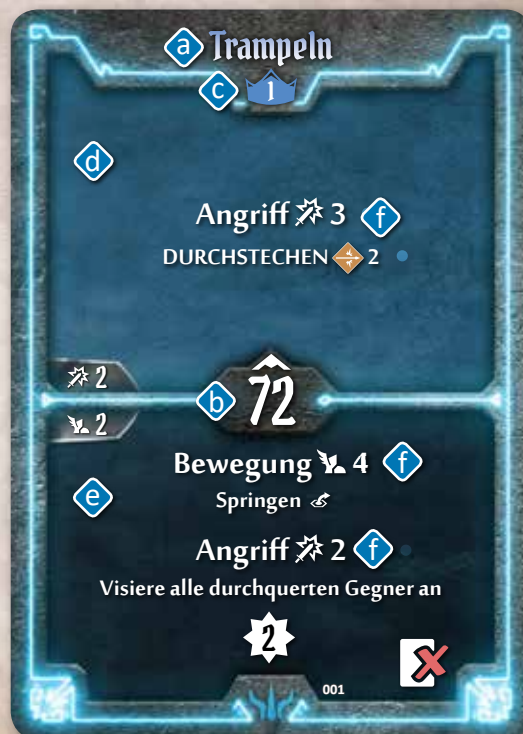 a Trampeln
c 1
d
Angriff 3 f
DURCHSTECHEN 2
2
b 72
2
Bewegung 4 f
e
Springen
Angriff 2 f
Visiere alle durchquerten Gegner an
2
001